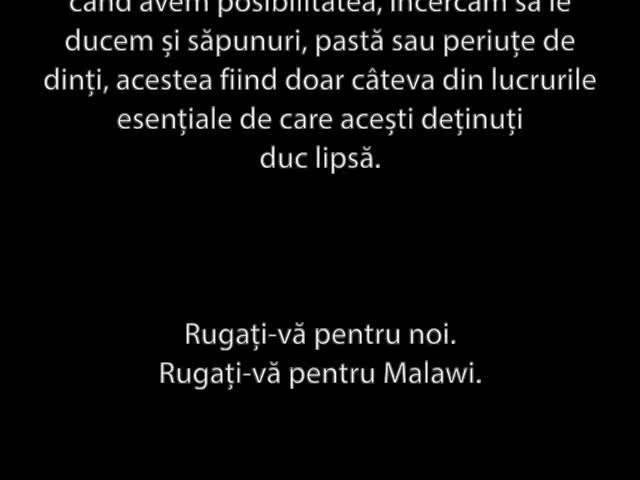 când avem posibilitatea, încercăm să le
ducem și săpunuri, pastă sau periuțe de
dinți, acestea fiind doar câteva din lucrurile
esențiale de care acești deținuți
duc lipsă.
Rugați-vă pentru noi.
Rugați-vă pentru Malawi.